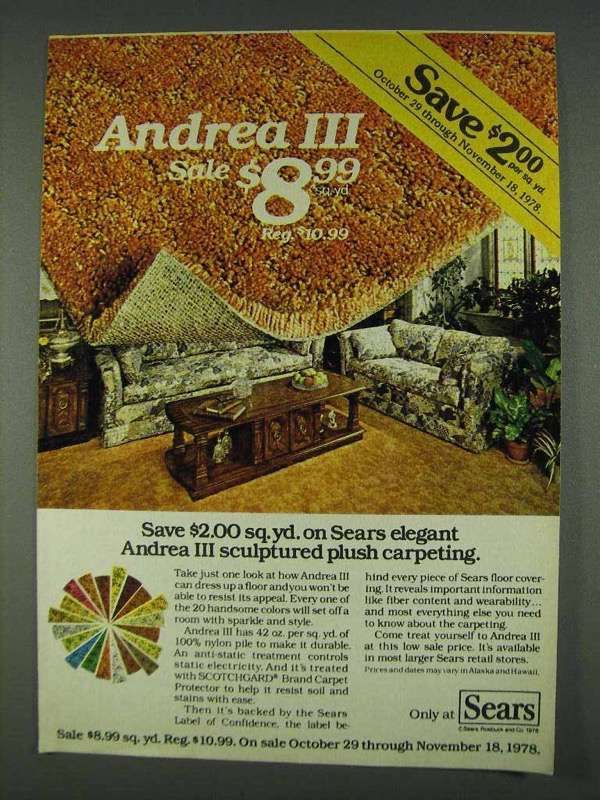 Save $2.00 per sq. yd.
October 29 through November 18, 1978.
Andrea III
Sale $8.99 sq. yd.
Reg. $10.99
Save $2.00 sq. yd. on Sears elegant
Andrea III sculptured plush carpeting.
Take just one look at how Andrea III
can dress up a floor and you won't be
able to resist its appeal. Every one of
the 20 handsome colors will set off a
room with sparkle and style.
Andrea III has 42 oz. per sq. yd. of
100% nylon pile to make it durable.
An anti-static treatment controls
static electricity. And it's treated
with SCOTCHGARD® Brand Carpet
Protector to help it resist soil and
stains with ease.
Then it's backed by the Sears
Label of Confidence, the label be-
hind every piece of Sears floor cover-
ing. It reveals important information
like fiber content and wearability...
and most everything else you need
to know about the carpeting.
Come treat yourself to Andrea III
at this low sale price. It's available
in most larger Sears retail stores.
Prices and dates may vary in Alaska and Hawaii.
Only at Sears
© Sears, Roebuck and Co. 1978
Sale $8.99 sq. yd. Reg. $10.99. On sale October 29 through November 18, 1978.